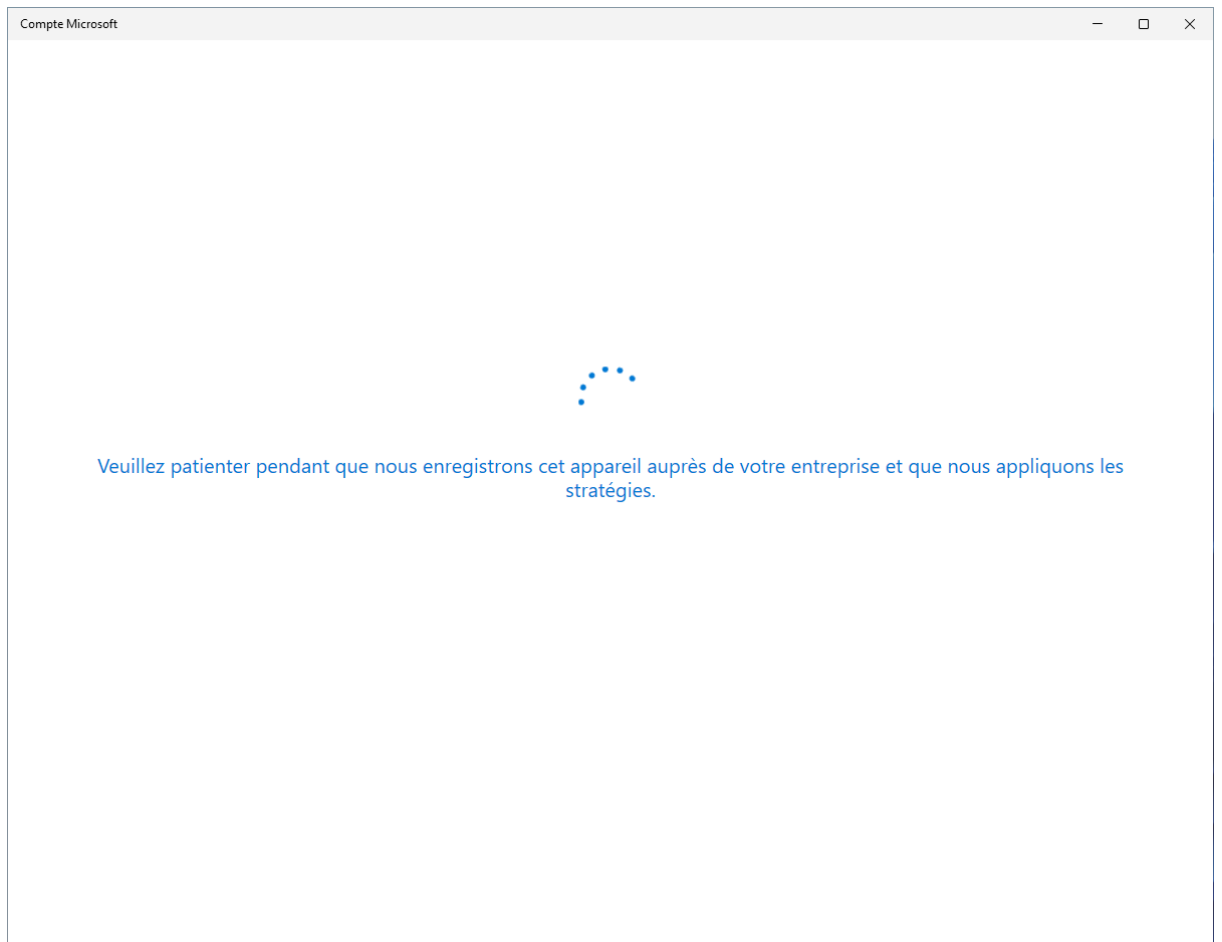 Compte Microsoft
Veuillez patienter pendant que nous enregistrons cet appareil auprès de votre entreprise et que nous appliquons les
stratégies.